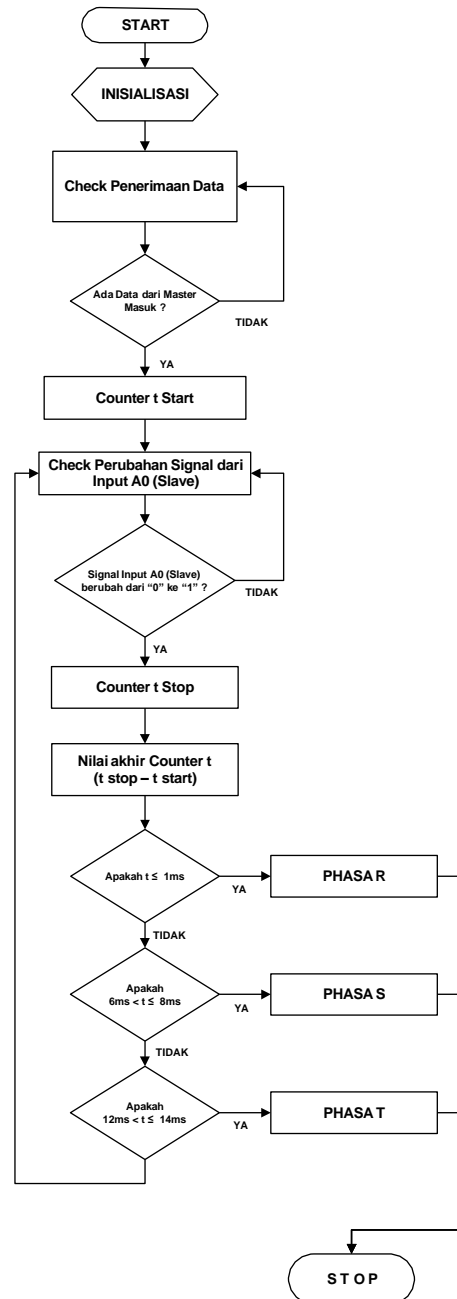 START
INISIALISASI
Check Penerimaan Data
Ada Data dari Master
Masuk ?
TIDAK
YA
Counter t Start
Check Perubahan Signal dari
Input A0 (Slave)
Signal Input A0 (Slave)
berubah dari “0” ke “1” ?
TIDAK
YA
Counter t Stop
Nilai akhir Counter t
(t stop – t start)
Apakah t ≤ 1ms
YA
PHASA R
TIDAK
Apakah
6ms < t ≤ 8ms
YA
PHASA S
TIDAK
Apakah
12ms < t ≤ 14ms
YA
PHASA T
S T O P